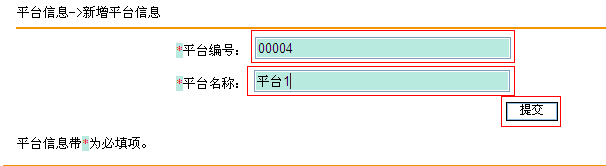 平台信息->新增平台信息
*平台编号： 00004
*平台名称： 平台1
提交
平台信息带*为必填项。